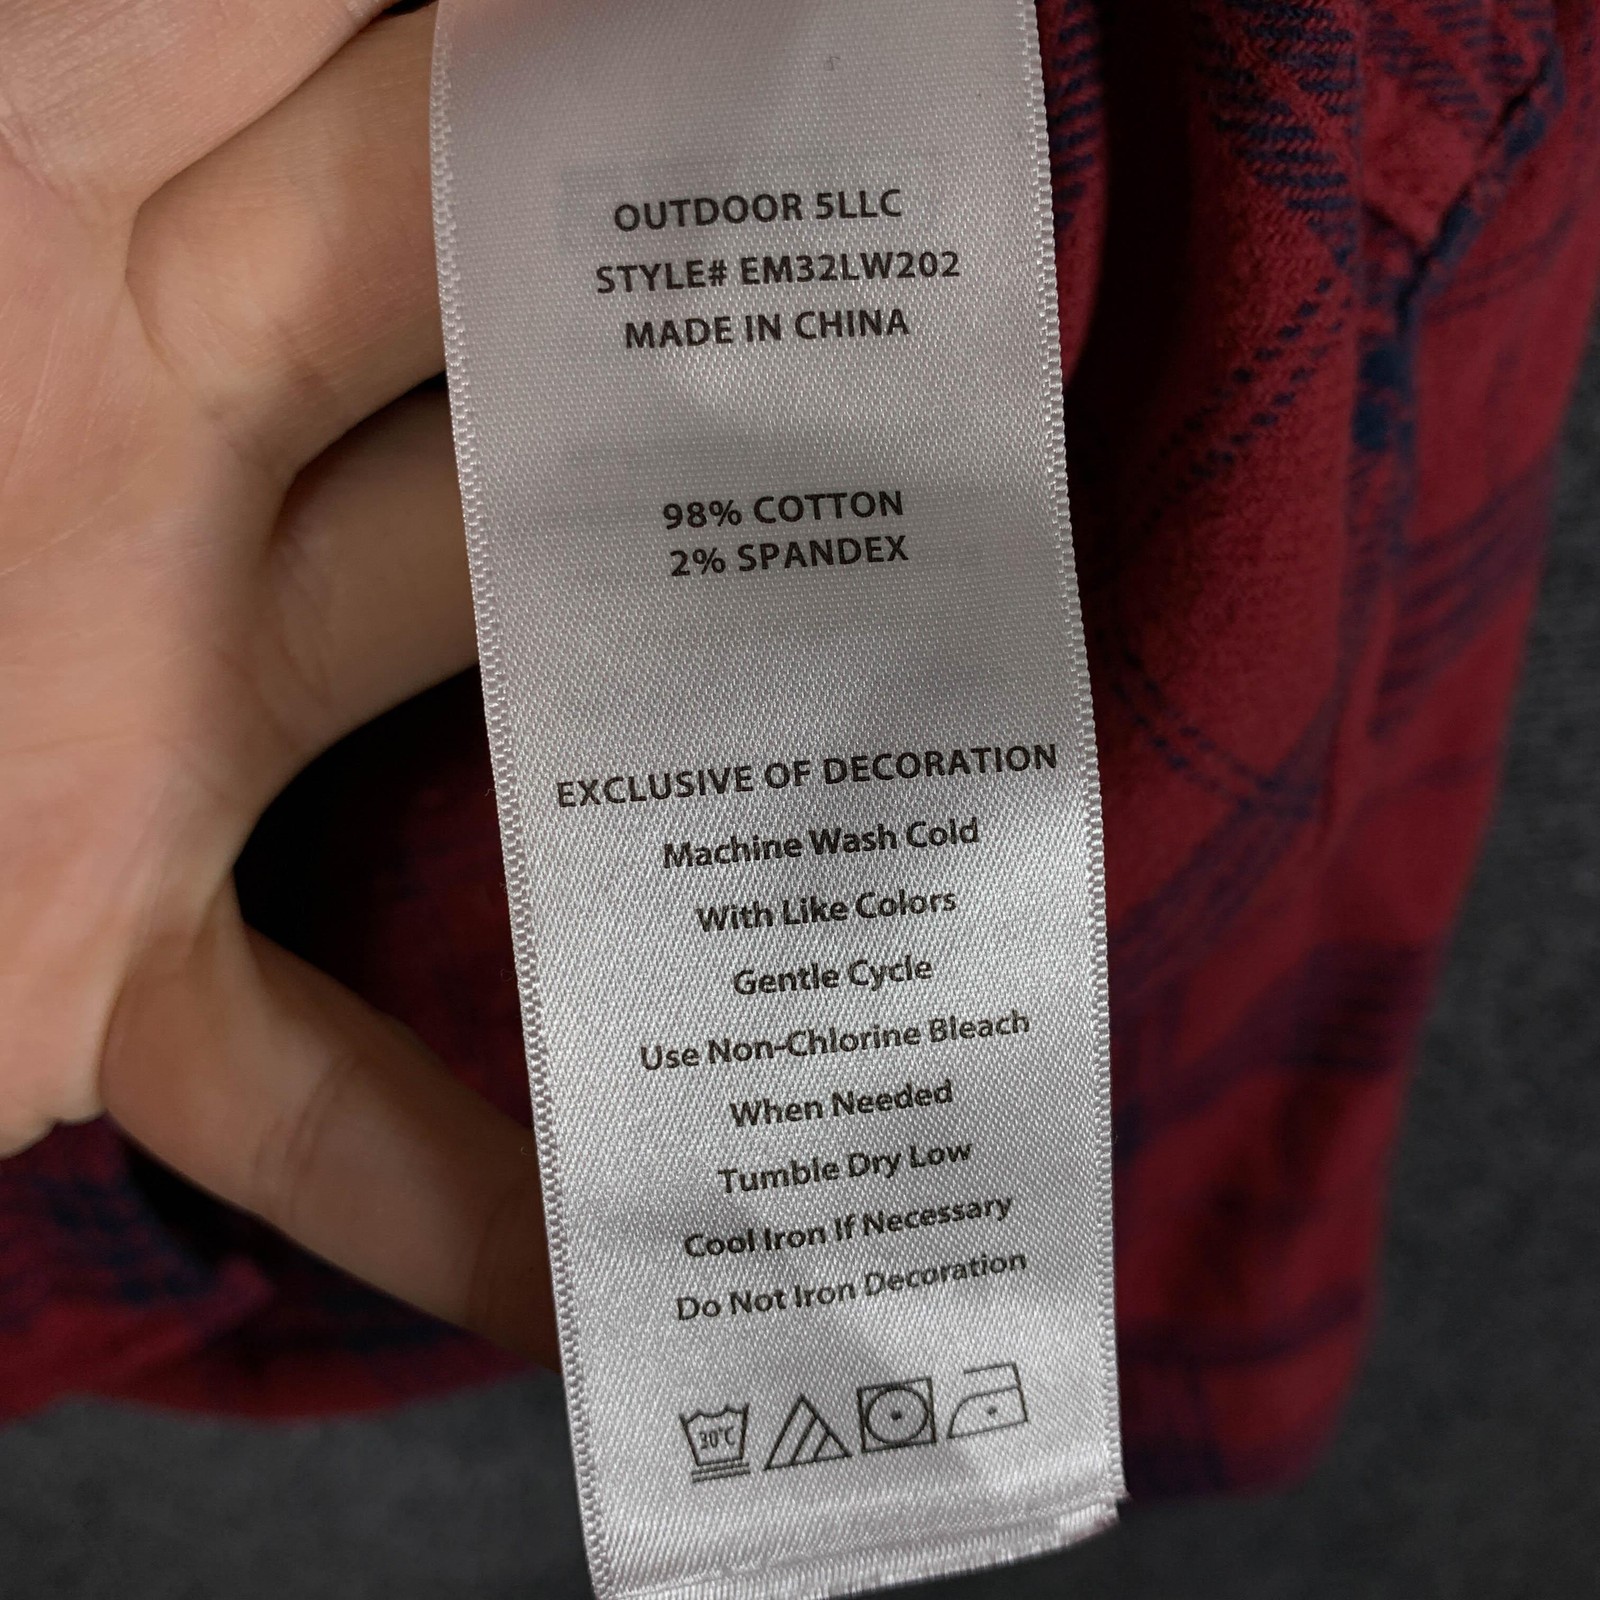 OUTDOOR 5LLC
STYLE# EM32LW202
MADE IN CHINA
98% COTTON
2% SPANDEX
EXCLUSIVE OF DECORATION
Machine Wash Cold
With Like Colors
Gentle Cycle
Use Non-Chlorine Bleach
When Needed
Tumble Dry Low
Cool Iron If Necessary
Do Not Iron Decoration
30°C